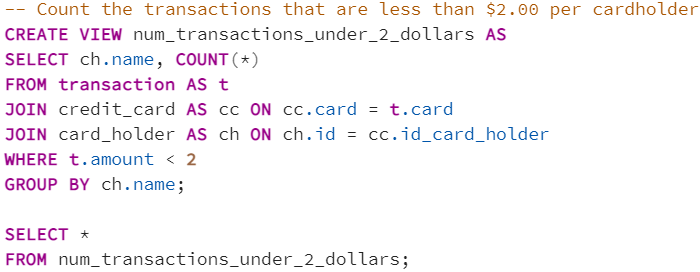 -- Count the transactions that are less than $2.00 per cardholder
CREATE VIEW num_transactions_under_2_dollars AS
SELECT ch.name, COUNT(*)
FROM transaction AS t
JOIN credit_card AS cc ON cc.card = t.card
JOIN card_holder AS ch ON ch.id = cc.id_card_holder
WHERE t.amount < 2
GROUP BY ch.name;

SELECT *
FROM num_transactions_under_2_dollars;